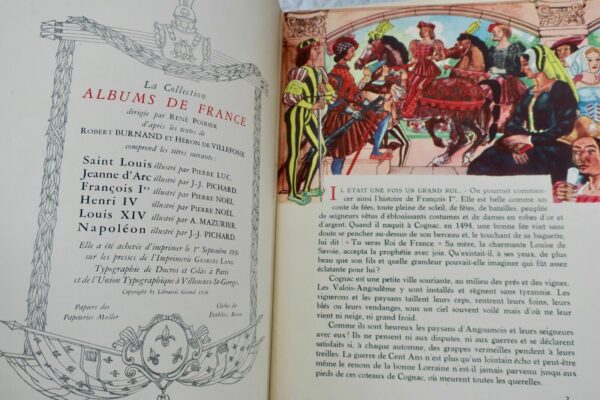 La Collection
ALBUMS DE FRANCE
dirigée par RENÉ POIRIER
d'après les textes de
ROBERT BURNAND ET HÉRON DE VILLEFOSSE
comprend les titres suivants :
Saint Louis illustré par PIERRE LUC.
Jeanne d'Arc illustré par J.-J. PICHARD.
François Ier illustré par PIERRE NOËL.
Henri IV illustré par PIERRE NOËL.
Louis XIV illustré par A. MAZURIER.
Napoléon illustré par J.-J. PICHARD.
Elle a été achevée d'imprimer le 1er Septembre 1936
sur les presses de l'Imprimerie GEORGES LANG.
Typographie de Ducros et Colas à Paris
et de l'Union Typographique à Villeneuve-St-Georges.
Copyright by Librairie Gründ 1936
Papiers des
Papeteries Muller
Clichés des
Établiss. Beron
IL ÉTAIT UNE FOIS UN GRAND ROI... On pourrait commen-
cer ainsi l'histoire de François Ier. Elle est belle comme un
conte de fées, toute pleine de soleil, de fêtes, de batailles, peuplée
de seigneurs vêtus d'éblouissants costumes et de dames en robes d'or et
d'argent. Quand il naquit à Cognac, en 1494, une bonne fée vint sans
doute se pencher au-dessus de son berceau et, le touchant de sa baguette,
lui dit : « Tu seras Roi de France. » Sa mère, la charmante Louise de
Savoie, accepta la prophétie avec joie. Qu'existait-il, à ses yeux, de plus
beau que son fils et quelle grandeur pouvait-elle imaginer qui fût assez
éclatante pour lui ?
Cognac est une petite ville souriante, au milieu des prés et des vignes.
Les Valois-Angoulême y sont installés et règnent sans tyrannie. Les
vignerons et les paysans taillent leurs ceps, rentrent leurs foins, leurs
blés ou leurs vendanges, sous un ciel souvent voilé mais d'où ne leur
vient ni neige, ni grand froid.
Comme ils sont heureux les paysans d'Angoumois et leurs seigneurs
avec eux! Ils ne pensent ni aux disputes, ni aux guerres et se déclarent
satisfaits si, à chaque automne, des grappes vermeilles pendent à leurs
treilles. La guerre de Cent Ans n'est plus qu'un lointain écho et peut-être
même le renom de la bonne Lorraine n'est-il jamais parvenu jusqu'aux
pieds de ces coteaux de Cognac, où meurent toutes les querelles.
3